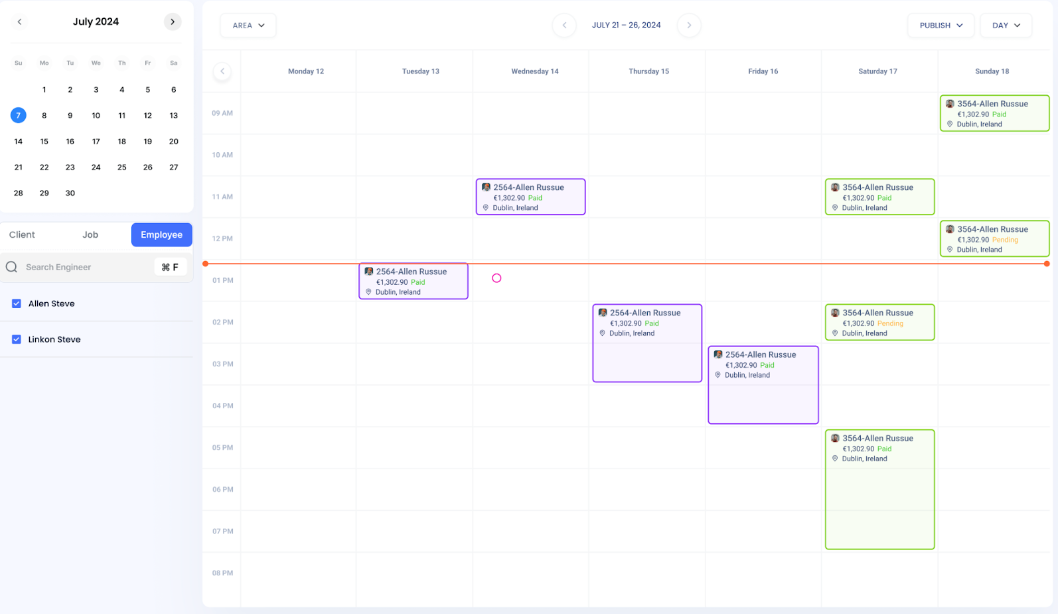 July 2024
Su Mo Tu We Th Fr Sa
1 2 3 4 5 6
7 8 9 10 11 12 13
14 15 16 17 18 19 20
21 22 23 24 25 26 27
28 29 30
Client Job Employee
Search Engineer ⌘ F
Allen Steve
Linkon Steve
AREA JULY 21 – 26, 2024 PUBLISH DAY
Monday 12 Tuesday 13 Wednesday 14 Thursday 15 Friday 16 Saturday 17 Sunday 18
09 AM
3564-Allen Russue
€1,302.90 Paid
Dublin, Ireland
10 AM
11 AM
2564-Allen Russue
€1,302.90 Paid
Dublin, Ireland
3564-Allen Russue
€1,302.90 Paid
Dublin, Ireland
12 PM
3564-Allen Russue
€1,302.90 Pending
Dublin, Ireland
01 PM
2564-Allen Russue
€1,302.90 Paid
Dublin, Ireland
02 PM
2564-Allen Russue
€1,302.90 Paid
Dublin, Ireland
3564-Allen Russue
€1,302.90 Pending
Dublin, Ireland
03 PM
2564-Allen Russue
€1,302.90 Paid
Dublin, Ireland
04 PM
05 PM
3564-Allen Russue
€1,302.90 Paid
Dublin, Ireland
06 PM
07 PM
08 PM